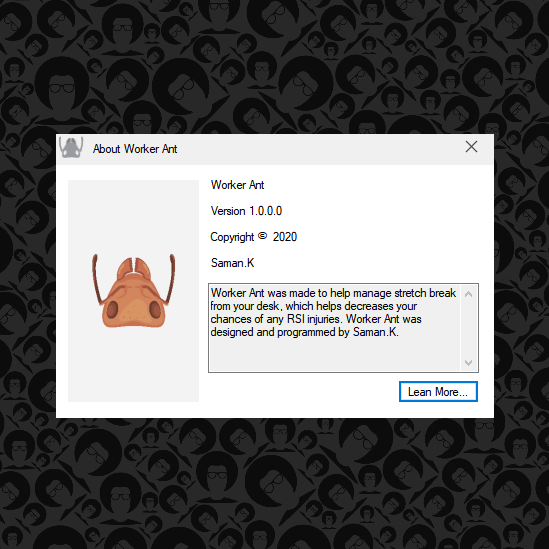 About Worker Ant
Worker Ant
Version 1.0.0.0
Copyright © 2020
Saman.K
Worker Ant was made to help manage stretch break
from your desk, which helps decreases your
chances of any RSI injuries. Worker Ant was
designed and programmed by Saman.K.
Lean More...